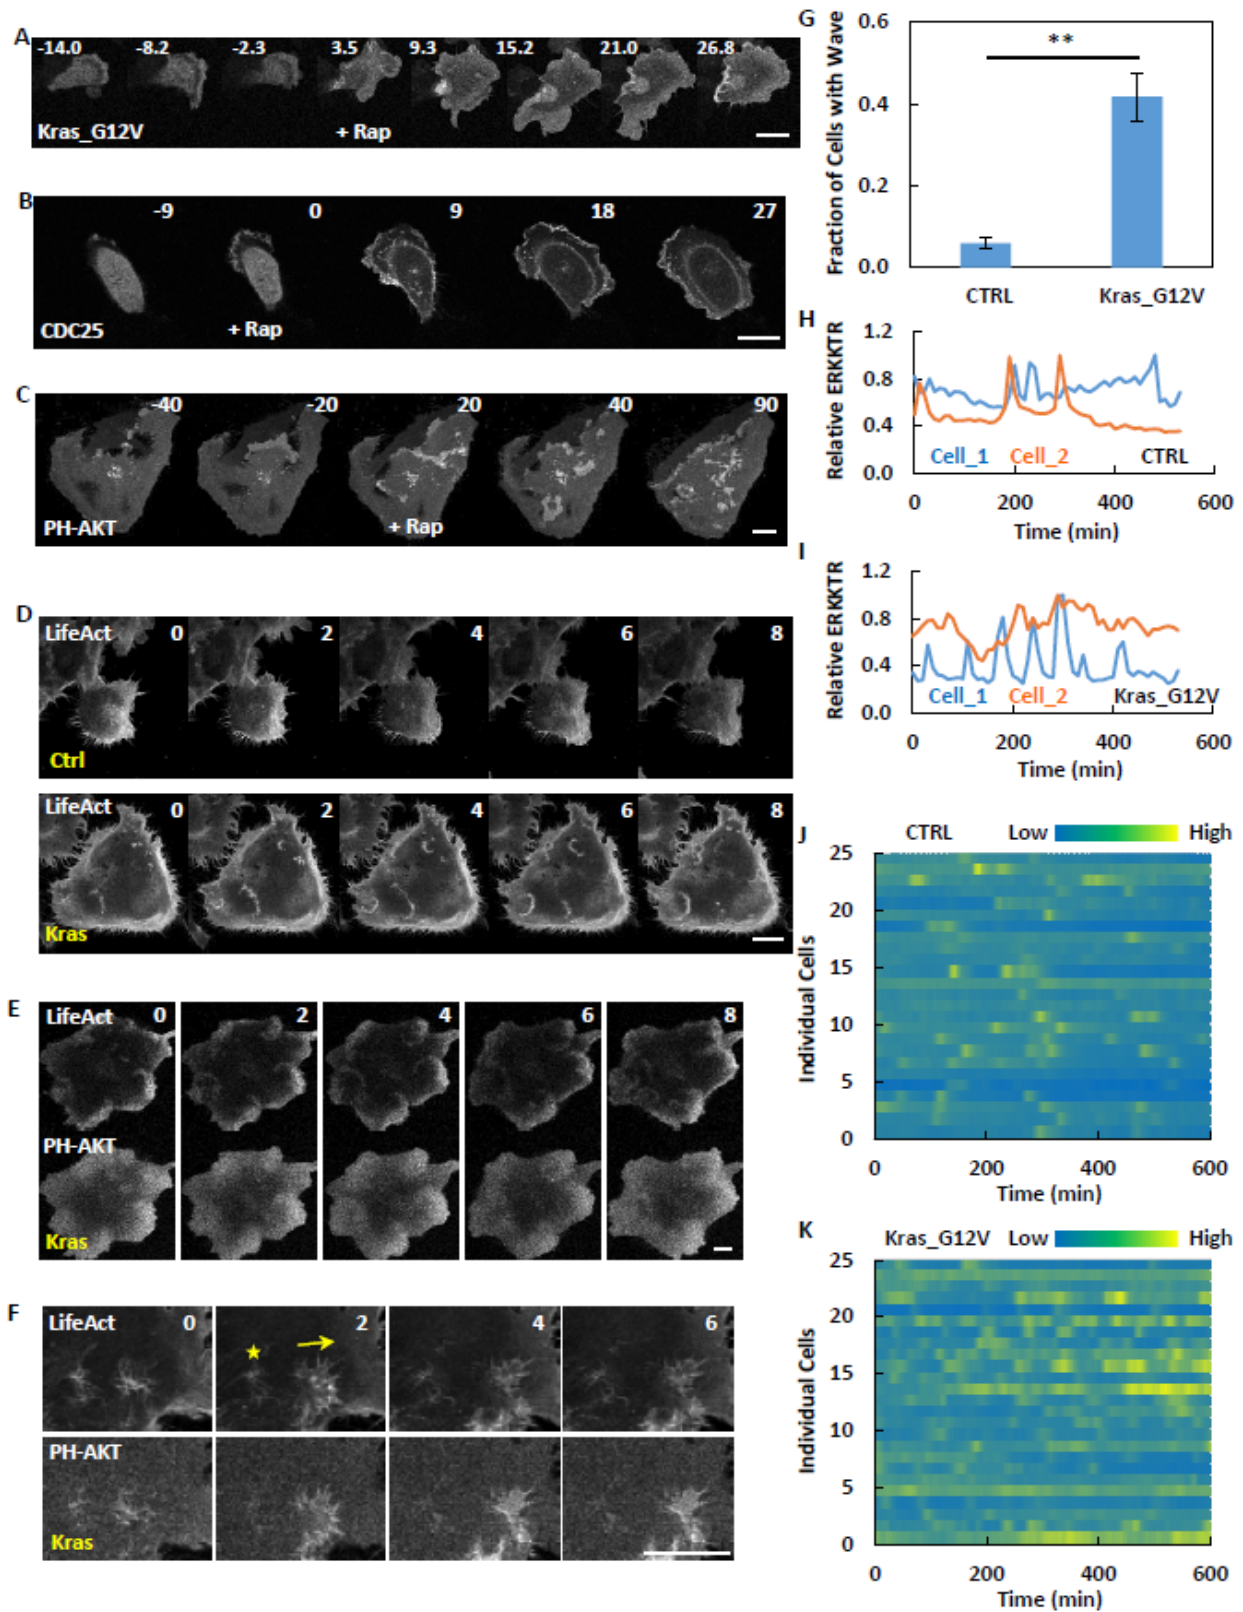 A
-14.0 -8.2 -2.3 3.5 9.3 15.2 21.0 26.8
Kras_G12V + Rap
B
-9 0 9 18 27
CDC25 + Rap
C
-40 -20 20 40 90
PH-AKT + Rap
D
LifeAct 0 2 4 6 8
Ctrl
LifeAct 0 2 4 6 8
Kras
E
LifeAct 0 2 4 6 8
PH-AKT
Kras
F
LifeAct 0 2 4 6
PH-AKT
Kras
G
Fraction of Cells with Wave
0.6
0.4
0.2
0.0
**
CTRL Kras_G12V
H
Relative ERKKTR
1.2
0.8
0.4
0.0
Cell_1 Cell_2 CTRL
0 200 400 600
Time (min)
I
Relative ERKKTR
1.2
0.8
0.4
0.0
Cell_1 Cell_2 Kras_G12V
0 200 400 600
Time (min)
J
CTRL Low High
Individual Cells
25
20
15
10
5
0
0 200 400 600
Time (min)
K
Kras_G12V Low High
Individual Cells
25
20
15
10
5
0
0 200 400 600
Time (min)